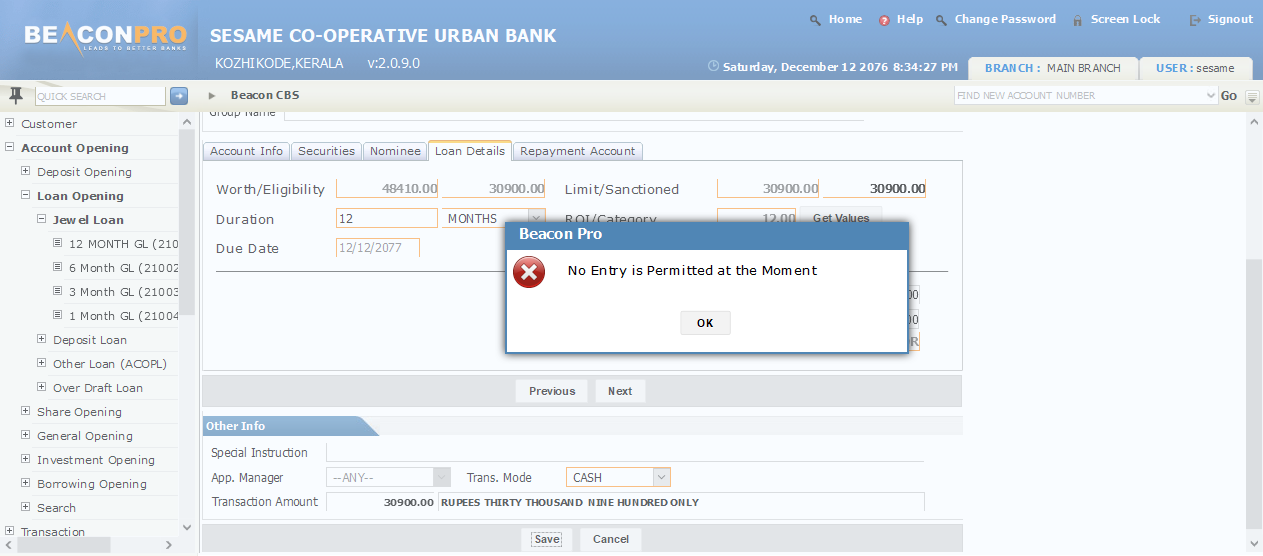 Home Help Change Password Screen Lock Signout
BEACONPRO
LEADS TO BETTER BANKS
SESAME CO-OPERATIVE URBAN BANK
KOZHIKODE,KERALA v:2.0.9.0
Saturday, December 12 2076 8:34:27 PM
BRANCH : MAIN BRANCH
USER : sesame
QUICK SEARCH
Beacon CBS
FIND NEW ACCOUNT NUMBER
Go
Customer
Account Opening
Deposit Opening
Loan Opening
Jewel Loan
12 MONTH GL (210
6 Month GL (21002
3 Month GL (21003
1 Month GL (21004
Deposit Loan
Other Loan (ACOPL)
Over Draft Loan
Share Opening
General Opening
Investment Opening
Borrowing Opening
Search
Transaction
Group Name
Account Info Securities Nominee Loan Details Repayment Account
Worth/Eligibility 48410.00 30900.00 Limit/Sanctioned 30900.00 30900.00
Duration 12 MONTHS ROI/Category 12.00 Get Values
Due Date 12/12/2077
Beacon Pro
No Entry is Permitted at the Moment
OK
00
00
OR
Previous Next
Other Info
Special Instruction
App. Manager --ANY-- Trans. Mode CASH
Transaction Amount 30900.00 RUPEES THIRTY THOUSAND NINE HUNDRED ONLY
Save Cancel